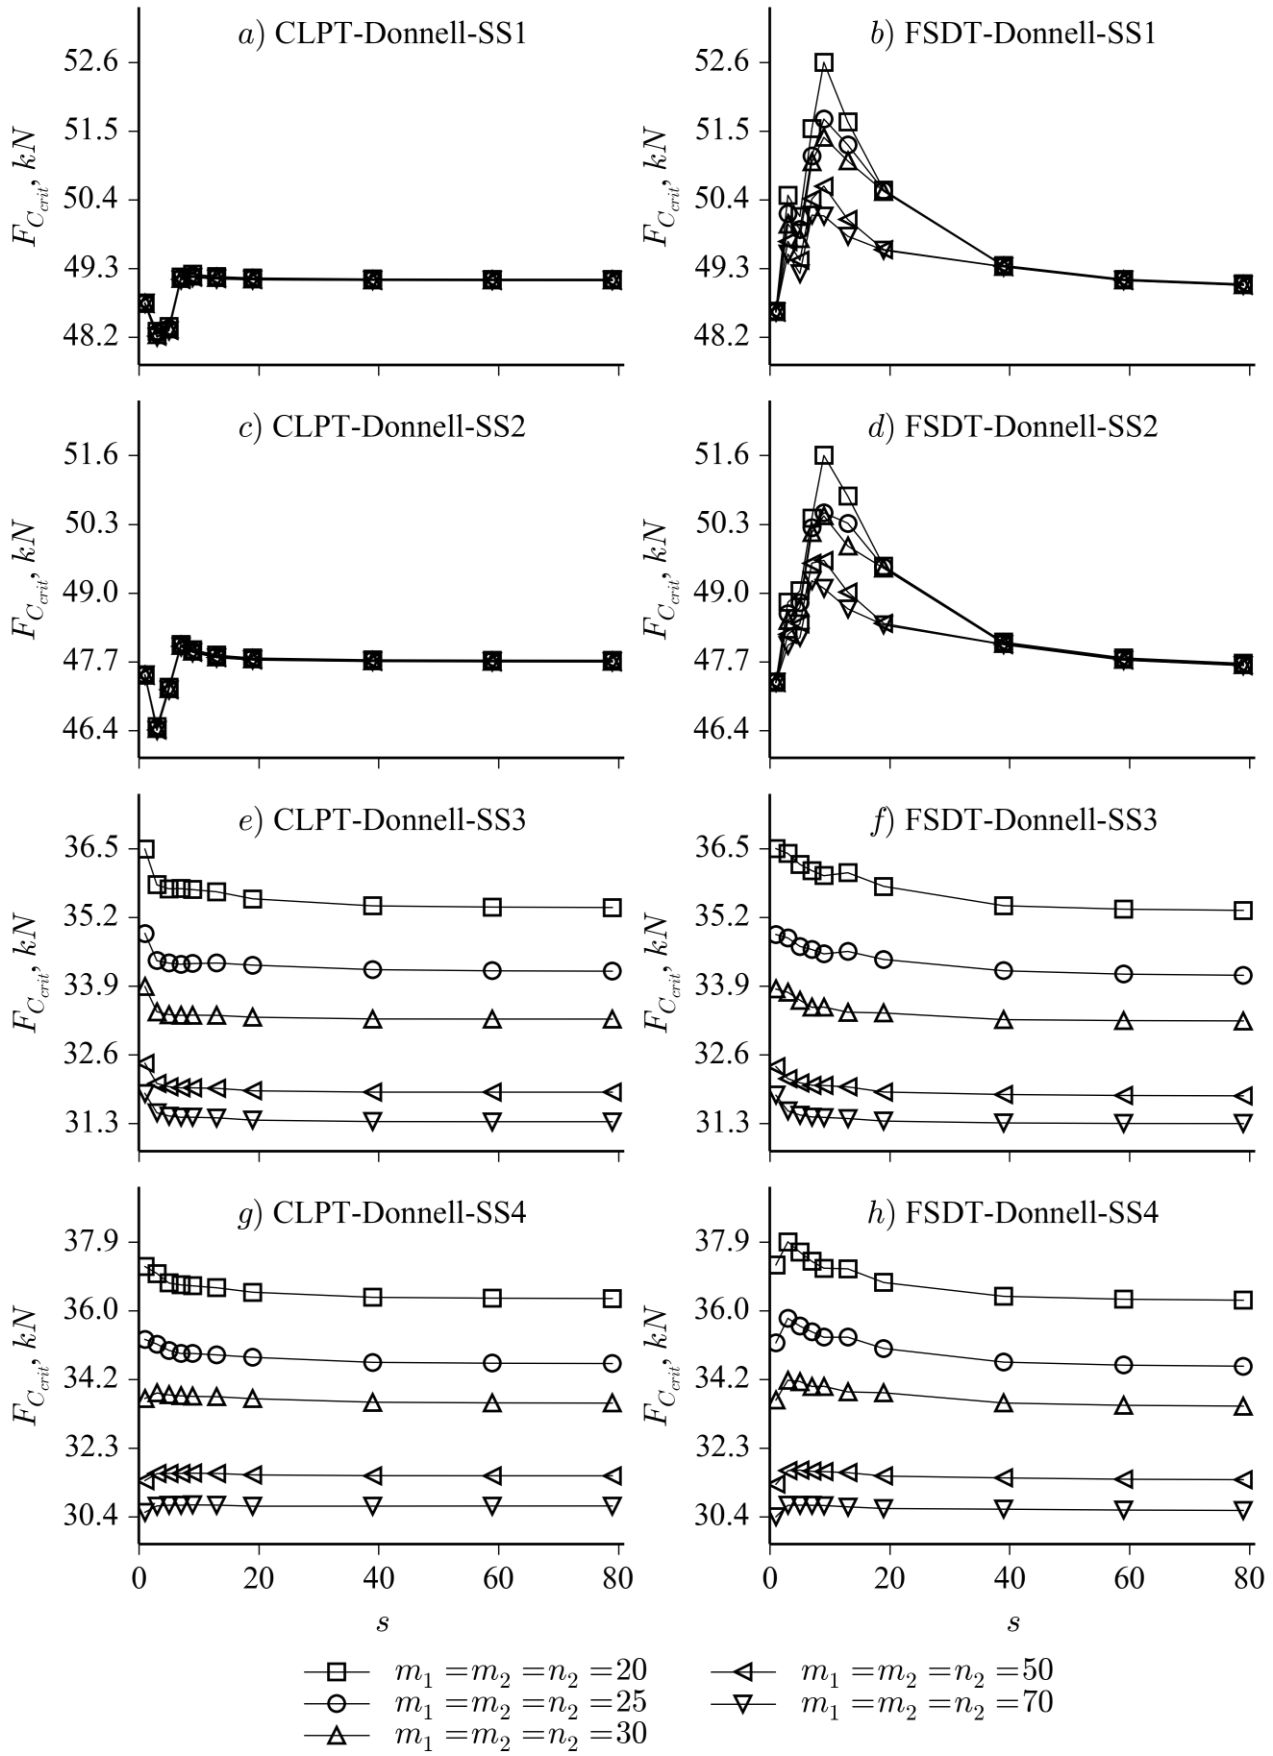 a) CLPT-Donnell-SS1
52.6
51.5
50.4
49.3
48.2
F_{C_{crit}}, kN
b) FSDT-Donnell-SS1
52.6
51.5
50.4
49.3
48.2
F_{C_{crit}}, kN
c) CLPT-Donnell-SS2
51.6
50.3
49.0
47.7
46.4
F_{C_{crit}}, kN
d) FSDT-Donnell-SS2
51.6
50.3
49.0
47.7
46.4
F_{C_{crit}}, kN
e) CLPT-Donnell-SS3
36.5
35.2
33.9
32.6
31.3
F_{C_{crit}}, kN
f) FSDT-Donnell-SS3
36.5
35.2
33.9
32.6
31.3
F_{C_{crit}}, kN
g) CLPT-Donnell-SS4
37.9
36.0
34.2
32.3
30.4
F_{C_{crit}}, kN
0 20 40 60 80
s
h) FSDT-Donnell-SS4
37.9
36.0
34.2
32.3
30.4
F_{C_{crit}}, kN
0 20 40 60 80
s
m_1 = m_2 = n_2 = 20
m_1 = m_2 = n_2 = 25
m_1 = m_2 = n_2 = 30
m_1 = m_2 = n_2 = 50
m_1 = m_2 = n_2 = 70